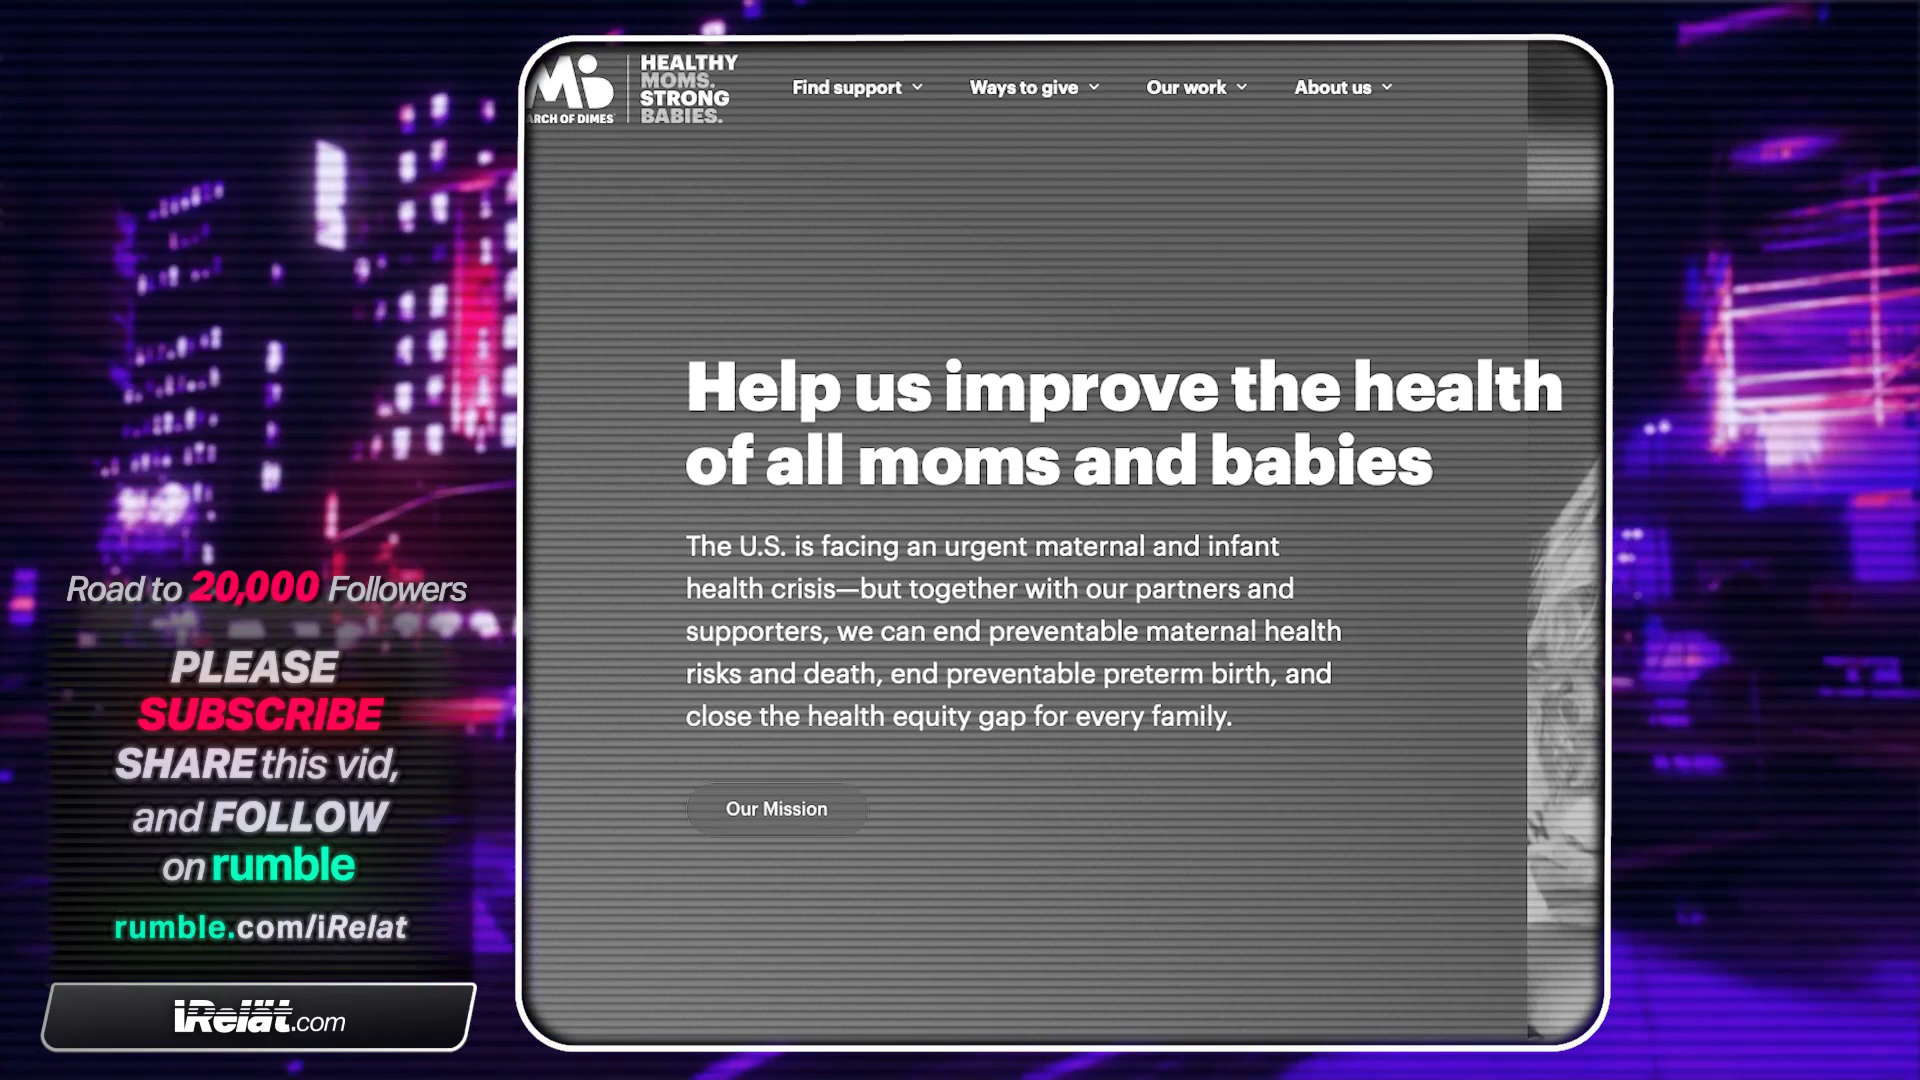 HEALTHY
MOMS.
STRONG
BABIES.
ARCH OF DIMES
Find support
Ways to give
Our work
About us
Help us improve the health
of all moms and babies
The U.S. is facing an urgent maternal and infant
health crisis—but together with our partners and
supporters, we can end preventable maternal health
risks and death, end preventable preterm birth, and
close the health equity gap for every family.
Our Mission
Road to 20,000 Followers
PLEASE
SUBSCRIBE
SHARE this vid,
and FOLLOW
on rumble
rumble.com/iRelat
iRelat.com